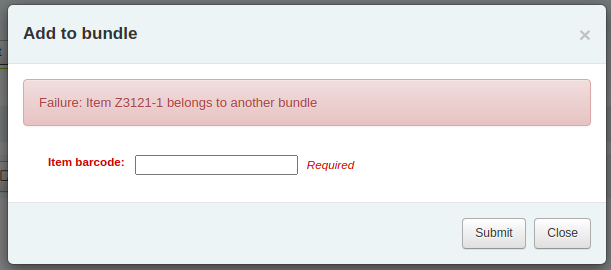 Add to bundle
×
Failure: Item Z3121-1 belongs to another bundle
Item barcode: Required
Submit Close